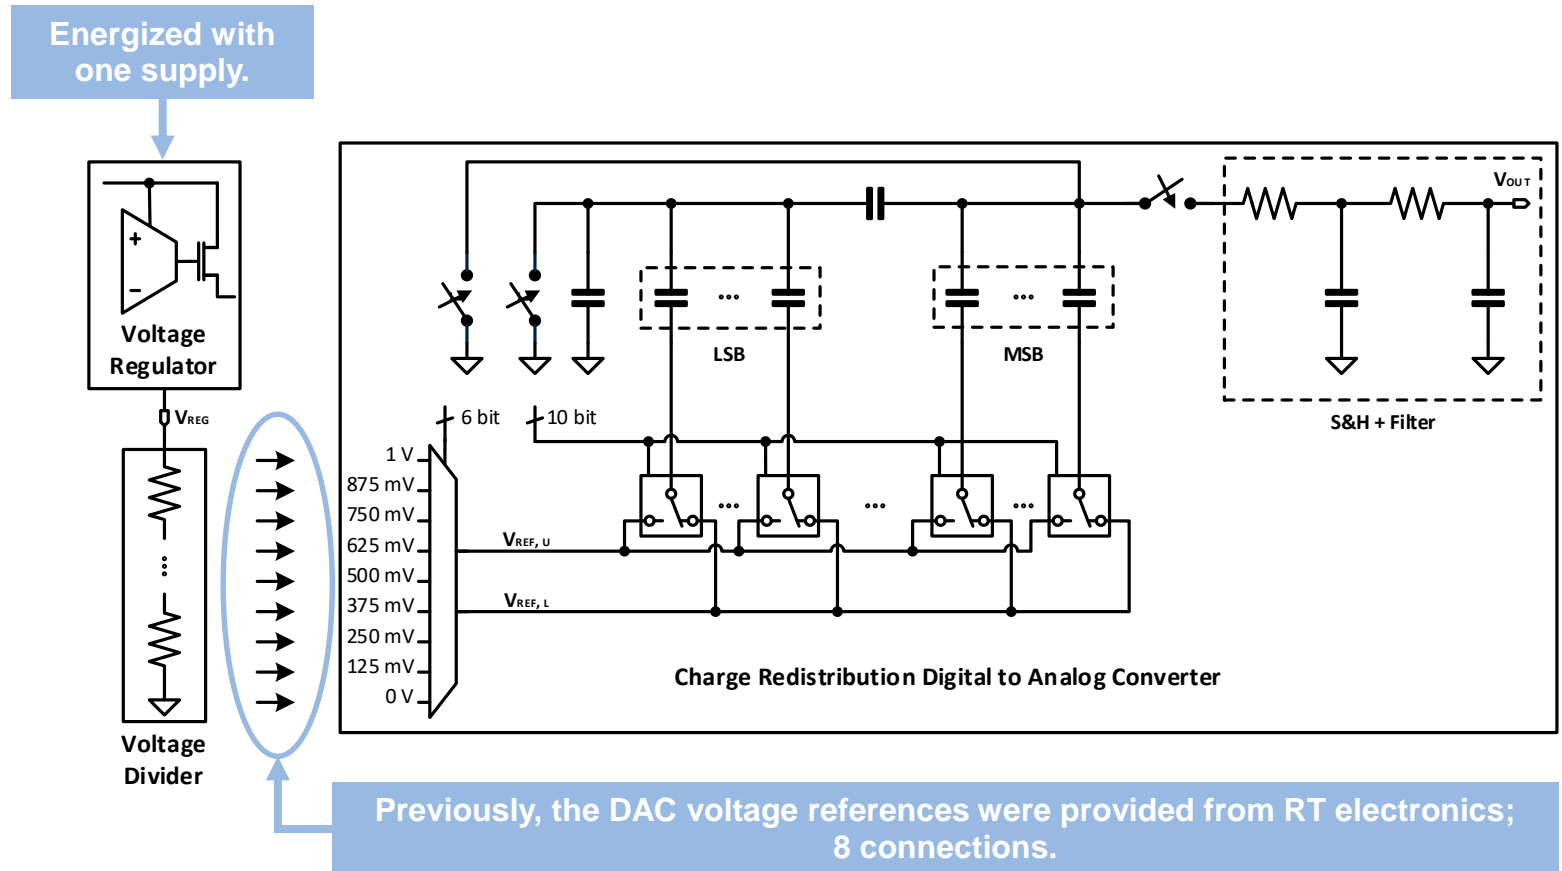 Energized with
one supply.
+
−
Voltage
Regulator
VREG
Voltage
Divider
6 bit
10 bit
1 V
875 mV
750 mV
625 mV
500 mV
375 mV
250 mV
125 mV
0 V
VREF, U
VREF, L
LSB
MSB
VOUT
S&H + Filter
Charge Redistribution Digital to Analog Converter
Previously, the DAC voltage references were provided from RT electronics;
8 connections.